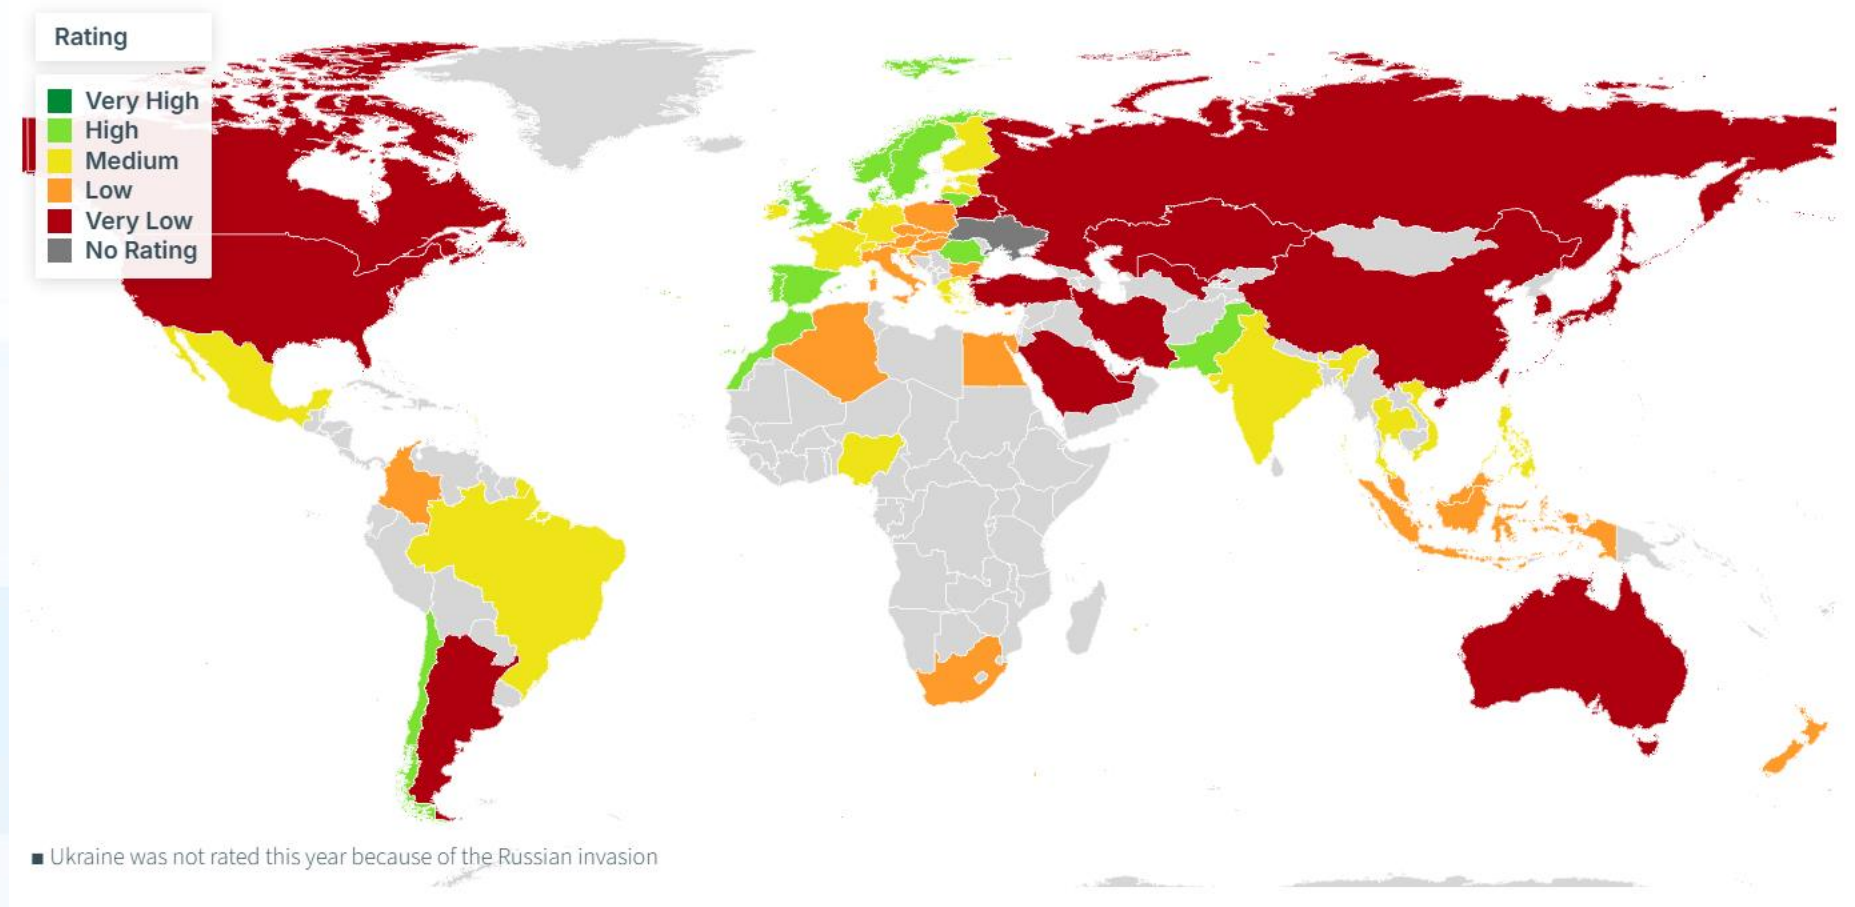 Rating
Very High
High
Medium
Low
Very Low
No Rating
Ukraine was not rated this year because of the Russian invasion